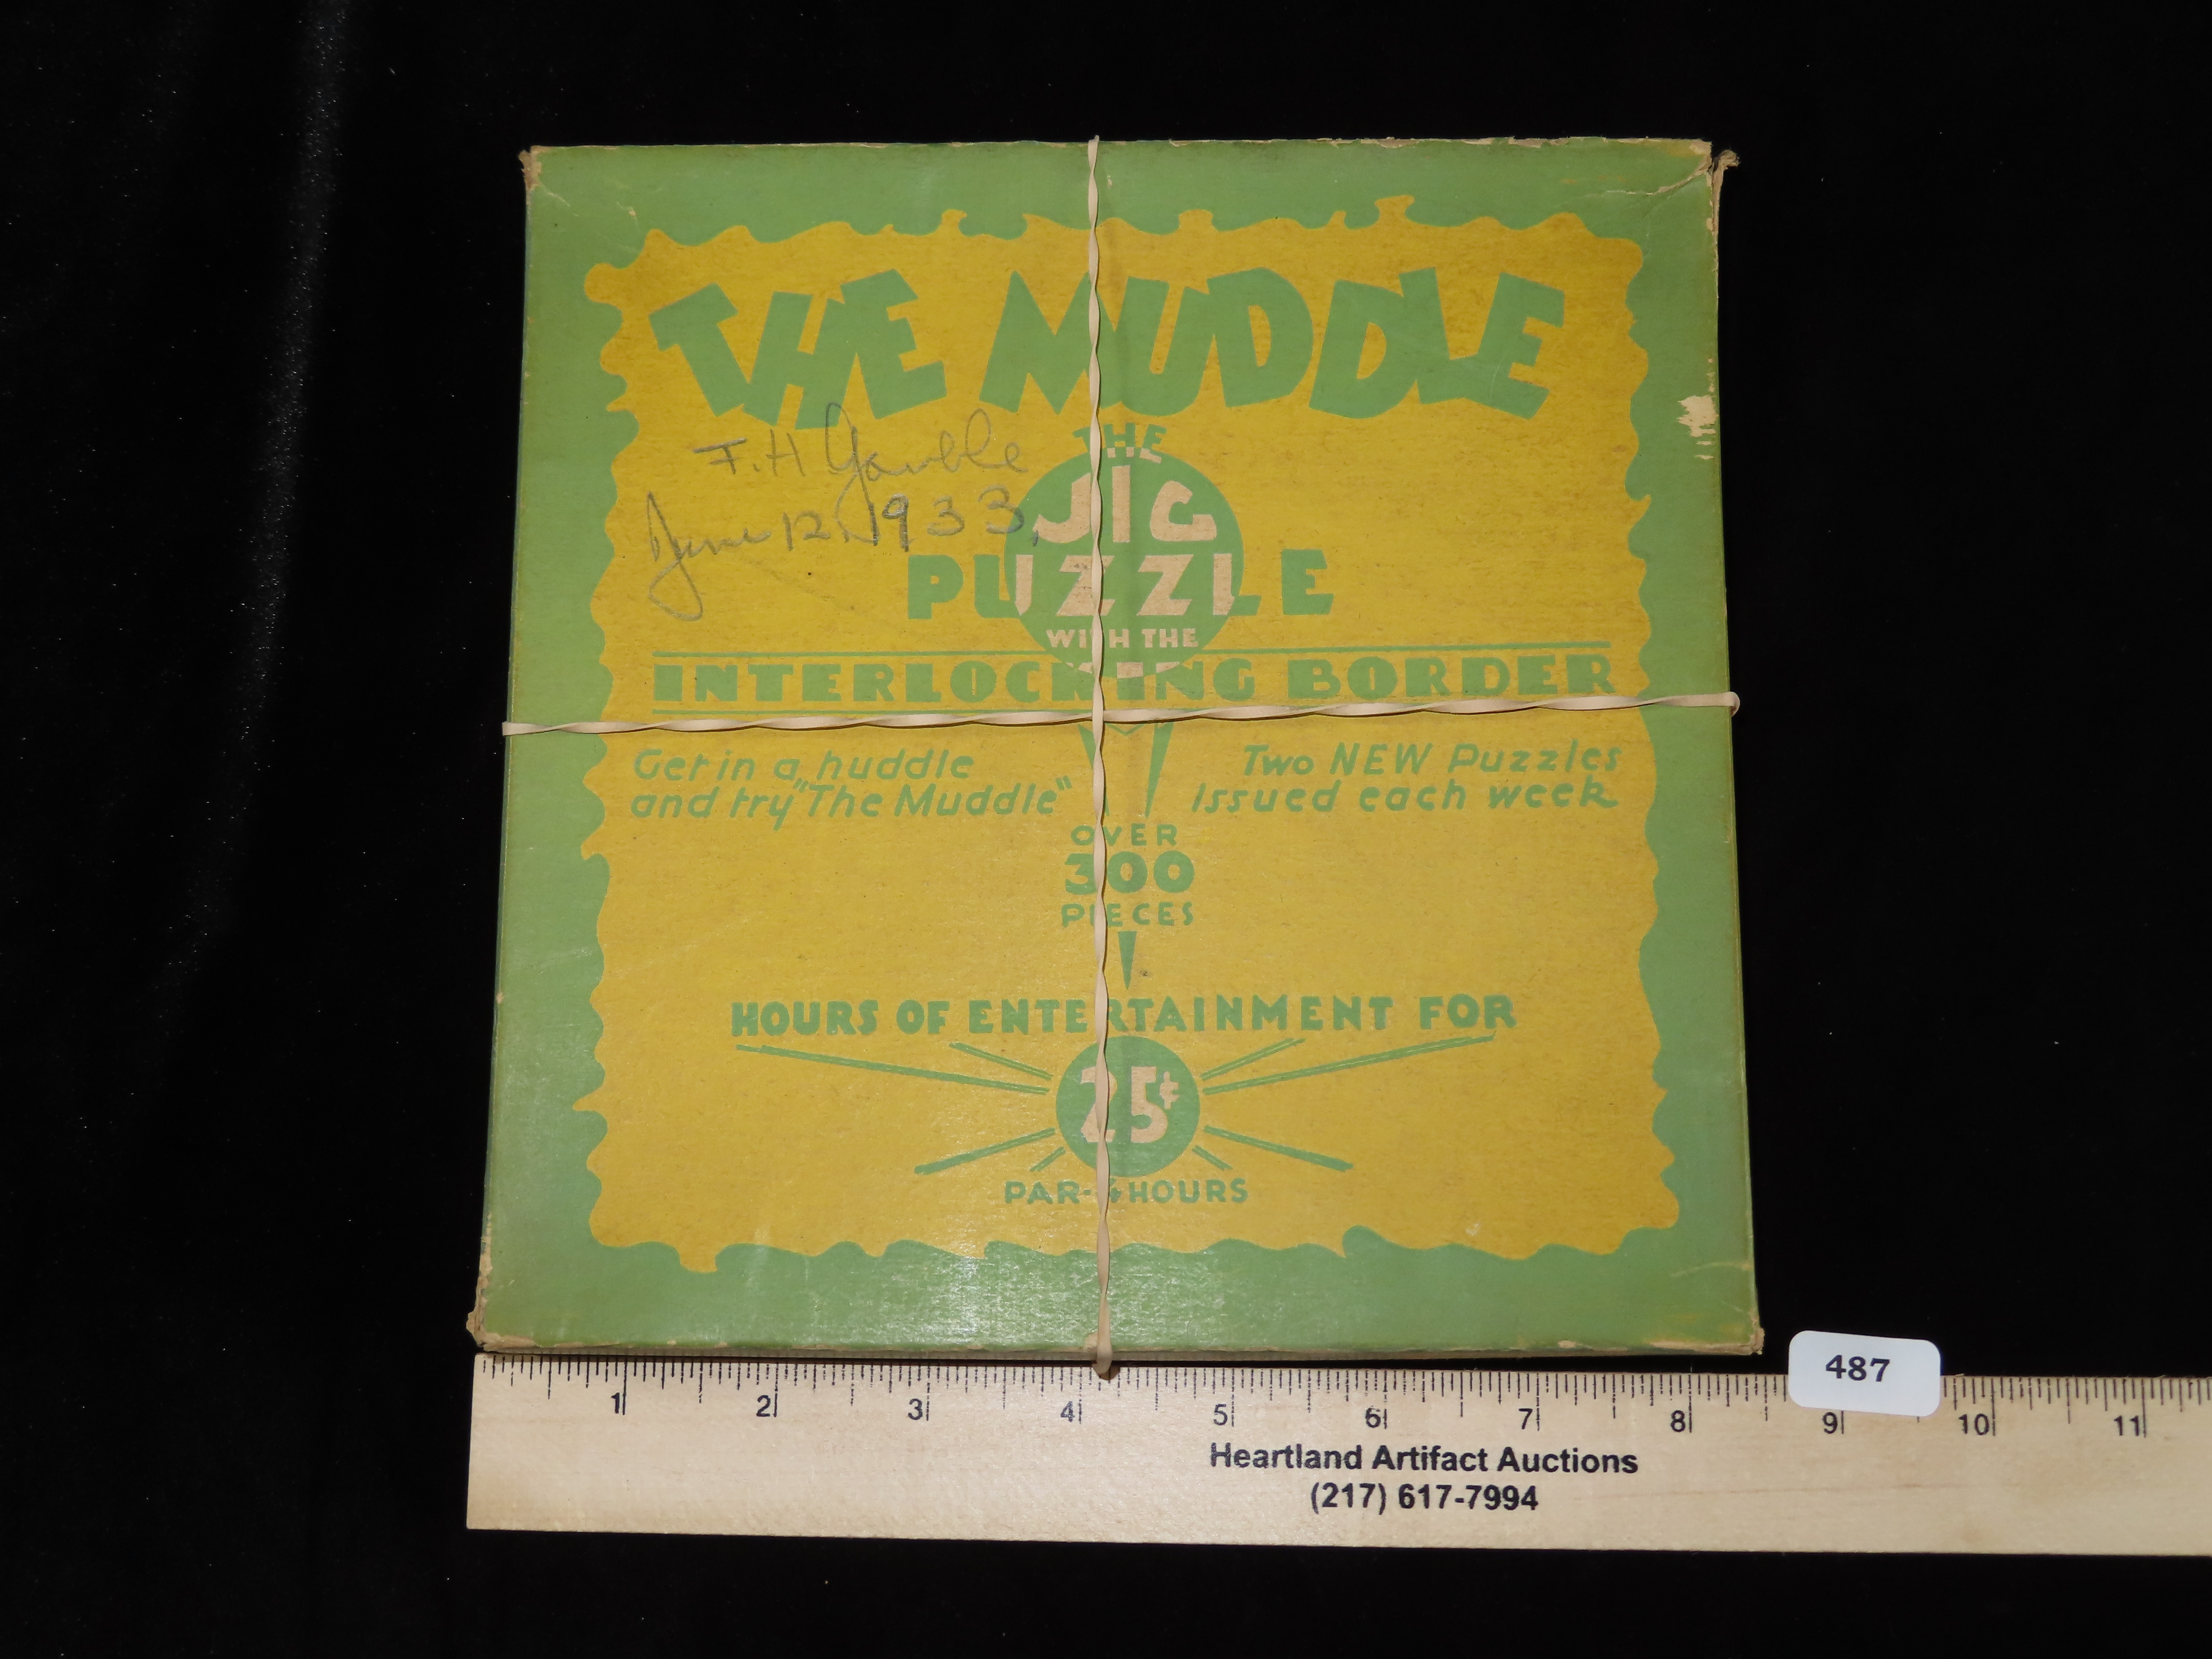 THE MUDDLE
F. H Gamble
June 12, 1933,
THE
JIG
PUZZLE
WITH THE
INTERLOCKING BORDER
Get in a huddle
and try "The Muddle"
Two NEW Puzzles
Issued each week
OVER
300
PIECES
HOURS OF ENTERTAINMENT FOR
25¢
PAR- 4 HOURS
487
1 2 3 4 5 6 7 8 9 10 11
Heartland Artifact Auctions
(217) 617-7994